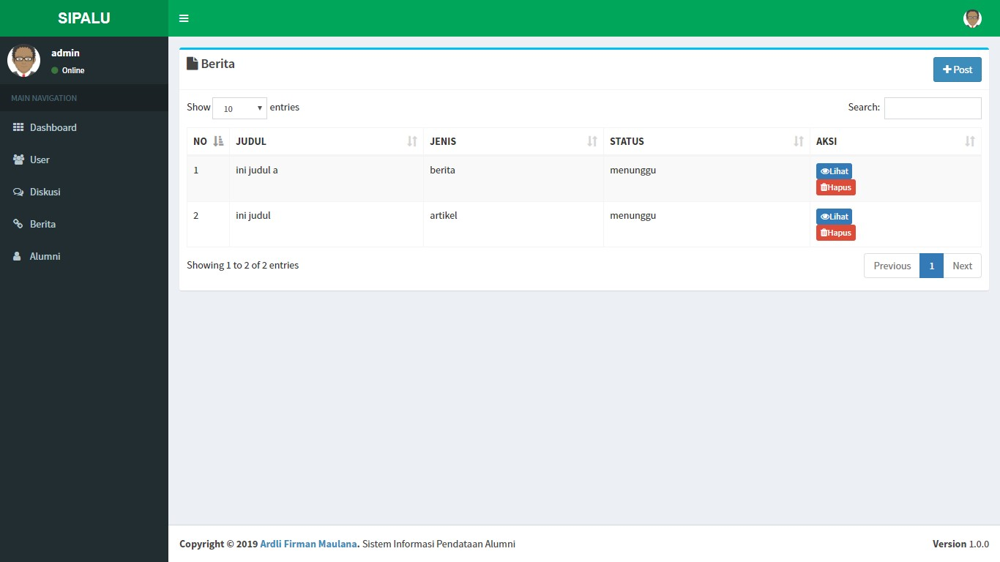 SIPALU
admin
Online
MAIN NAVIGATION
Dashboard
User
Diskusi
Berita
Alumni
Berita
Post
Show 10 entries
Search:
NO JUDUL JENIS STATUS AKSI
1 ini judul a berita menunggu Lihat
Hapus
2 ini judul artikel menunggu Lihat
Hapus
Showing 1 to 2 of 2 entries
Previous 1 Next
Copyright © 2019 Ardli Firman Maulana. Sistem Informasi Pendataan Alumni
Version 1.0.0